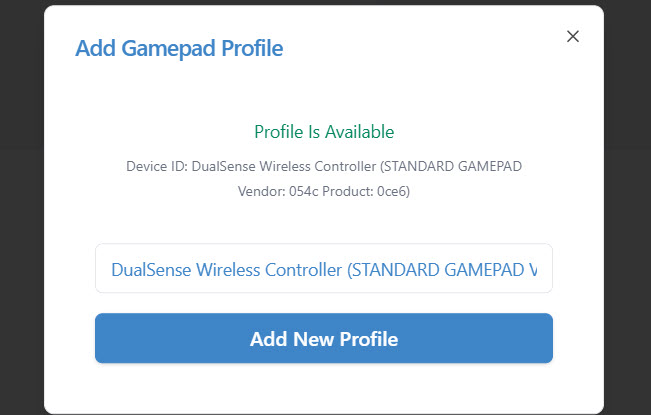 Add Gamepad Profile
Profile Is Available
Device ID: DualSense Wireless Controller (STANDARD GAMEPAD
Vendor: 054c Product: 0ce6)
DualSense Wireless Controller (STANDARD GAMEPAD V
Add New Profile